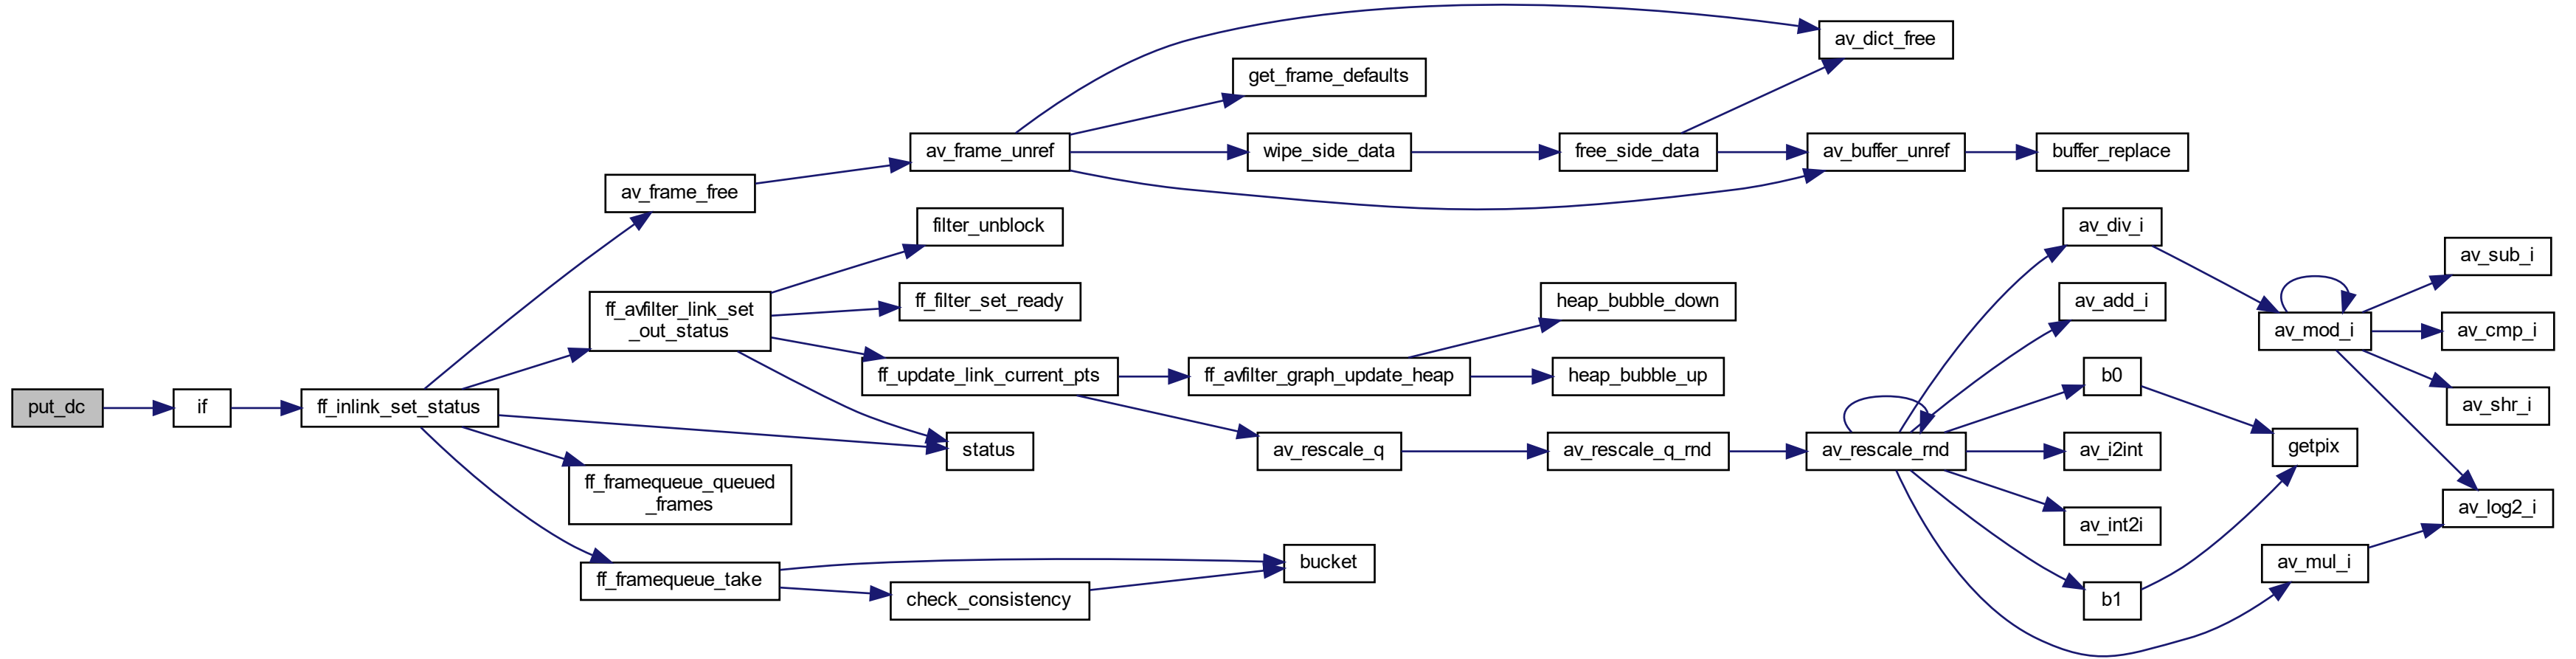 put_dc
if
ff_inlink_set_status
av_frame_free
ff_avfilter_link_set
_out_status
ff_framequeue_queued
_frames
ff_framequeue_take
av_frame_unref
filter_unblock
ff_filter_set_ready
ff_update_link_current_pts
status
check_consistency
get_frame_defaults
wipe_side_data
ff_avfilter_graph_update_heap
av_rescale_q
bucket
free_side_data
heap_bubble_down
heap_bubble_up
av_rescale_q_rnd
av_dict_free
av_buffer_unref
av_rescale_rnd
buffer_replace
av_div_i
av_add_i
b0
av_i2int
av_int2i
b1
av_mod_i
getpix
av_mul_i
av_sub_i
av_cmp_i
av_shr_i
av_log2_i